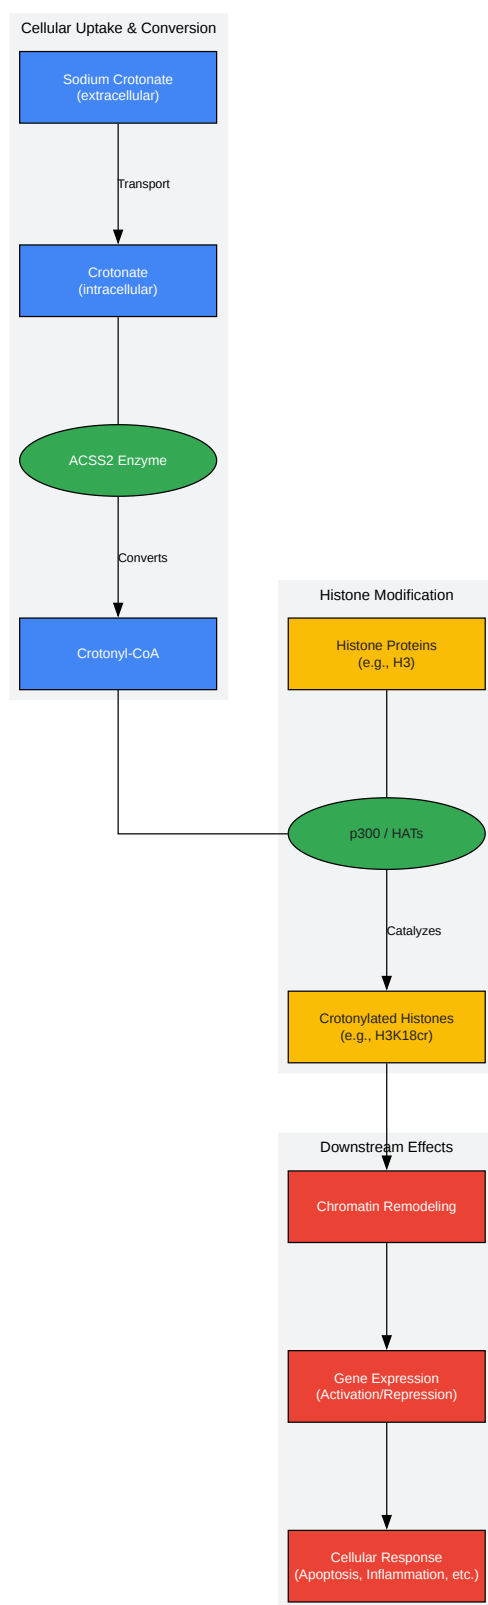 Cellular Uptake & Conversion
Sodium Crotonate
(extracellular)
Transport
Crotonate
(intracellular)
ACSS2 Enzyme
Converts
Crotonyl-CoA
Histone Modification
Histone Proteins
(e.g., H3)
p300 / HATs
Catalyzes
Crotonylated Histones
(e.g., H3K18cr)
Downstream Effects
Chromatin Remodeling
Gene Expression
(Activation/Repression)
Cellular Response
(Apoptosis, Inflammation, etc.)